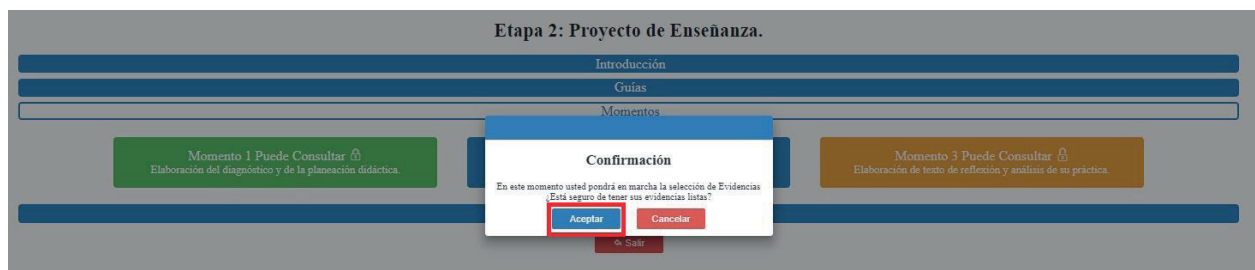 Etapa 2: Proyecto de Enseñanza.
Introducción
Guías
Momentos
Momento 1 Puede Consultar
Elaboración del diagnóstico y de la planeación didáctica.
Momento 3 Puede Consultar
Elaboración de texto de reflexión y análisis de su práctica.
Confirmación
En este momento usted pondrá en marcha la selección de Evidencias
¿Está seguro de tener sus evidencias listas?
Aceptar
Cancelar
Salir